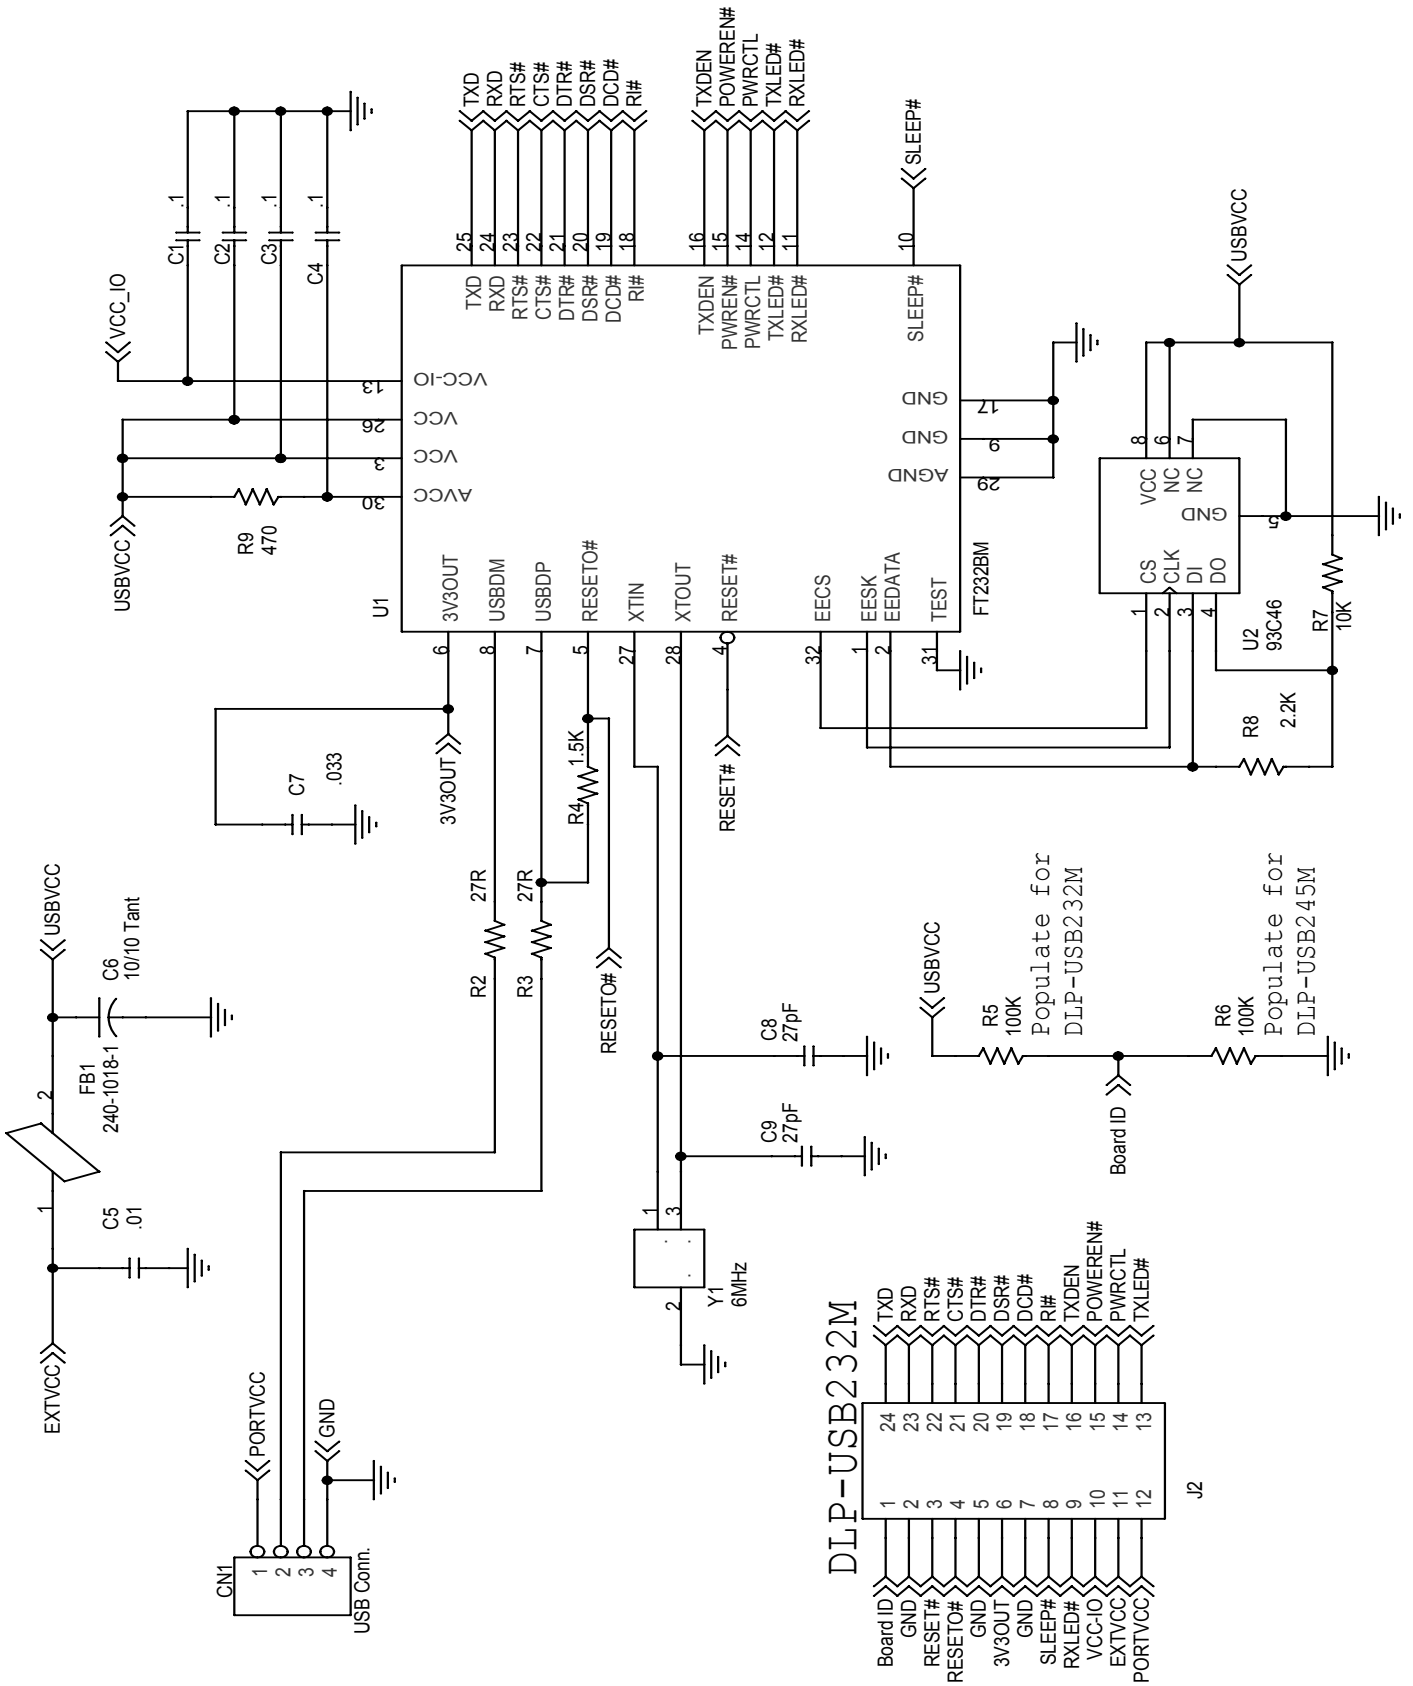 EXTVCC
1
2
C5
.01
FB1
240-1018-1
C6
10/10 Tant
USBVCC
CN1
1
2
3
4
USB Conn.
PORTVCC
GND
C7
.033
3V3OUT
R2
27R
R3
27R
R4
1.5K
RESETO#
RESET#
Y1
6MHz
1
2
3
C9
27pF
C8
27pF
USBVCC
R9
470
VCC_IO
C1
.1
C2
.1
C3
.1
C4
.1
U1
FT232BM
6
3V3OUT
8
USBDM
7
USBDP
5
RESETO#
27
XTIN
28
XTOUT
4
RESET#
32
EECS
1
EESK
2
EEDATA
31
TEST
30
AVCC
3
VCC
26
VCC
13
VCC-IO
TXD
25
TXD
RXD
24
RXD
RTS#
23
RTS#
CTS#
22
CTS#
DTR#
21
DTR#
DSR#
20
DSR#
DCD#
19
DCD#
RI#
18
RI#
TXDEN
16
TXDEN
PWREN#
15
POWEREN#
PWRCTL
14
PWRCTL
TXLED#
12
TXLED#
RXLED#
11
RXLED#
SLEEP#
10
SLEEP#
AGND
29
GND
9
GND
17
U2
93C46
1
CS
2
CLK
3
DI
4
DO
VCC
8
NC
6
NC
7
GND
5
USBVCC
R7
10K
R8
2.2K
USBVCC
R5
100K
Populate for
DLP-USB232M
Board ID
R6
100K
Populate for
DLP-USB245M
DLP-USB232M
Board ID
1
24
TXD
GND
2
23
RXD
RESET#
3
22
RTS#
RESETO#
4
21
CTS#
GND
5
20
DTR#
3V3OUT
6
19
DSR#
GND
7
18
DCD#
SLEEP#
8
17
RI#
RXLED#
9
16
TXDEN
VCC-IO
10
15
POWEREN#
EXTVCC
11
14
PWRCTL
PORTVCC
12
13
TXLED#
J2